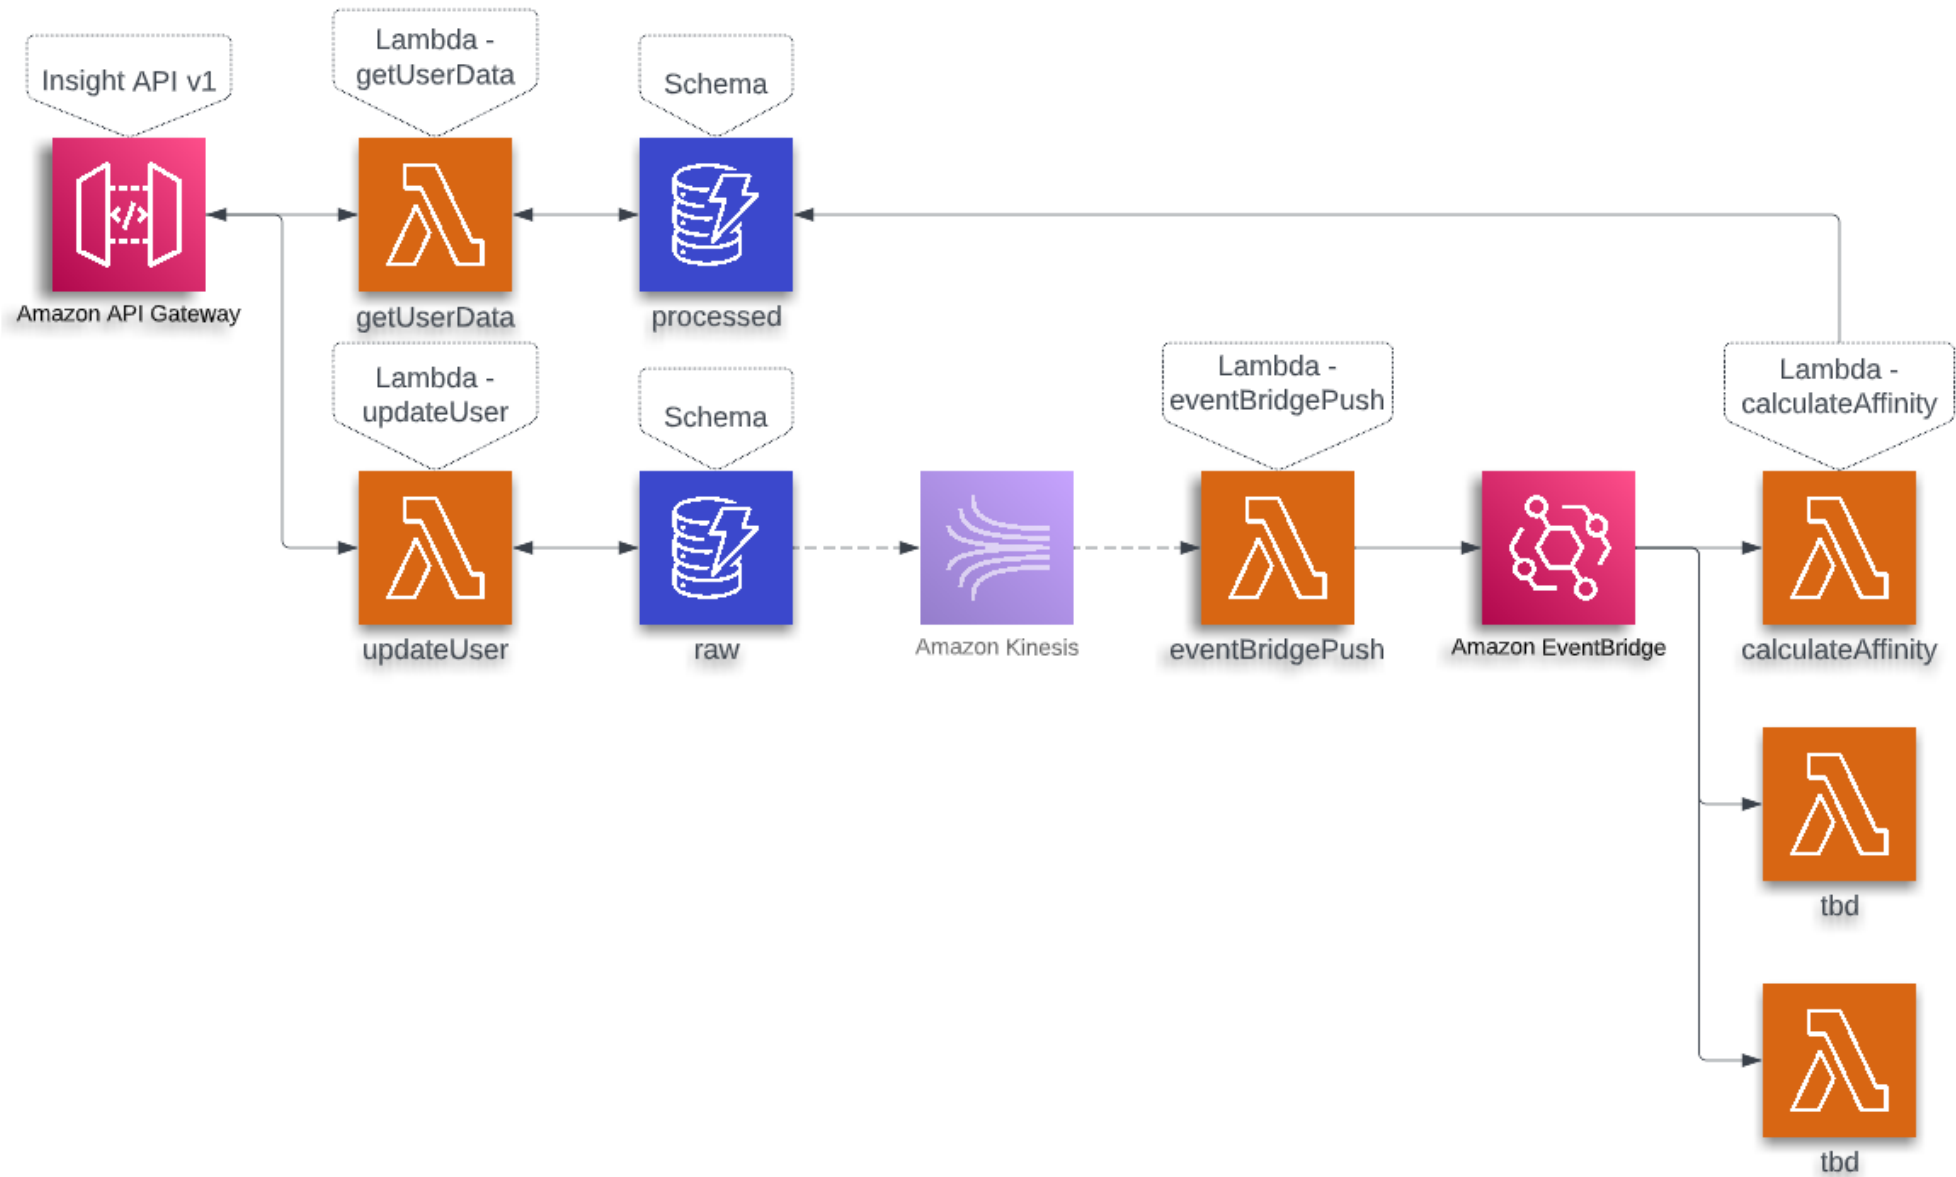 Insight API v1
Lambda -
getUserData
Schema
</>
Amazon API Gateway
getUserData
processed
Lambda -
updateUser
Schema
Lambda -
eventBridgePush
Lambda -
calculateAffinity
updateUser
raw
Amazon Kinesis
eventBridgePush
Amazon EventBridge
calculateAffinity
tbd
tbd